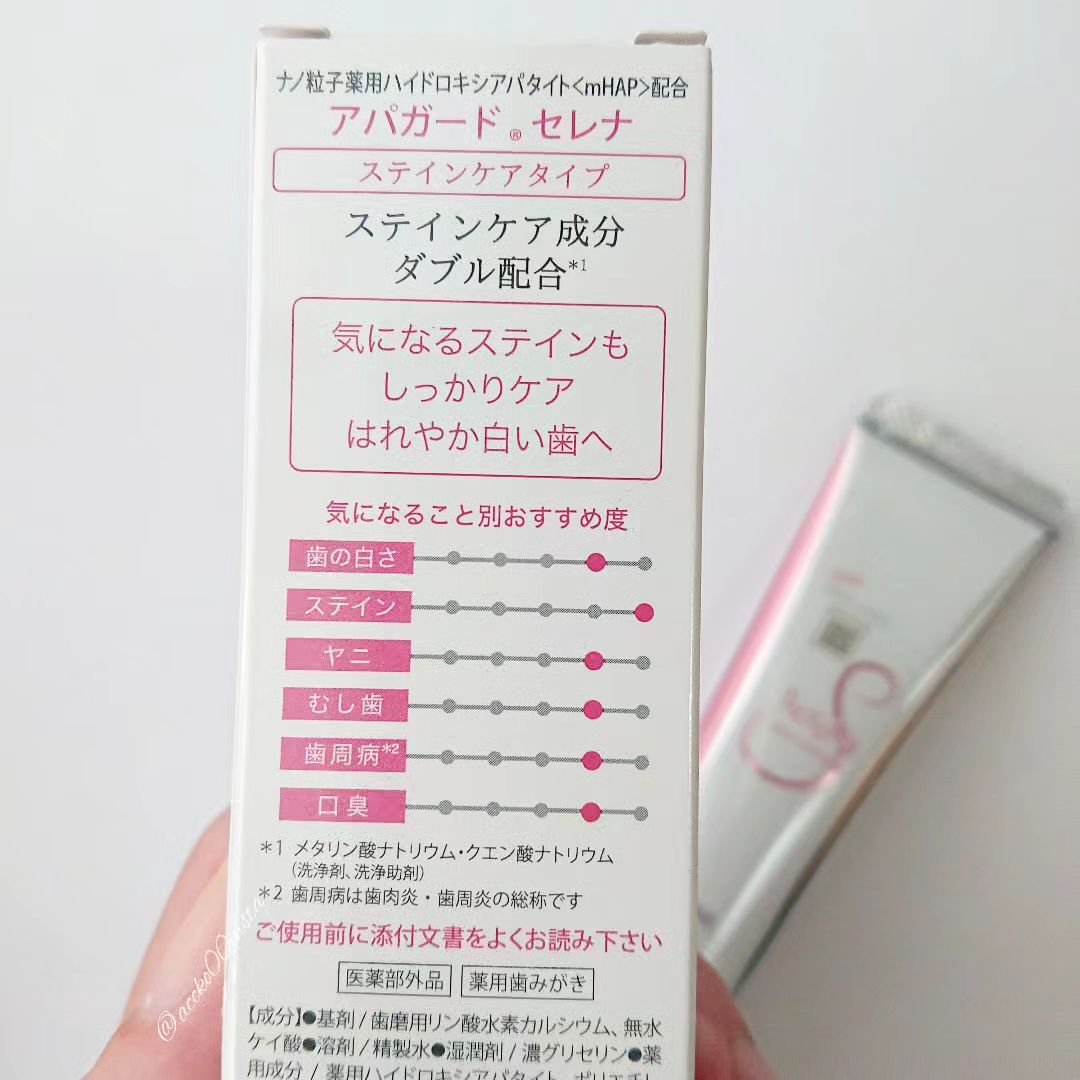 ナノ粒子薬用ハイドロキシアパタイト<mHAP>配合
アパガード® セレナ
ステインケアタイプ
ステインケア成分
ダブル配合*1
気になるステインも
しっかりケア
はれやか白い歯へ
気になること別おすすめ度
歯の白さ
ステイン
ヤニ
むし歯
歯周病*2
口臭
*1 メタリン酸ナトリウム・クエン酸ナトリウム
(洗浄剤、洗浄助剤)
*2 歯周病は歯肉炎・歯周炎の総称です
ご使用前に添付文書をよくお読み下さい
医薬部外品 薬用歯みがき
【成分】●基剤/歯磨用リン酸水素カルシウム、無水
ケイ酸●溶剤/精製水●湿潤剤/濃グリセリン●薬
用成分/薬用ハイドロキシアパタイト、ポリエチレ